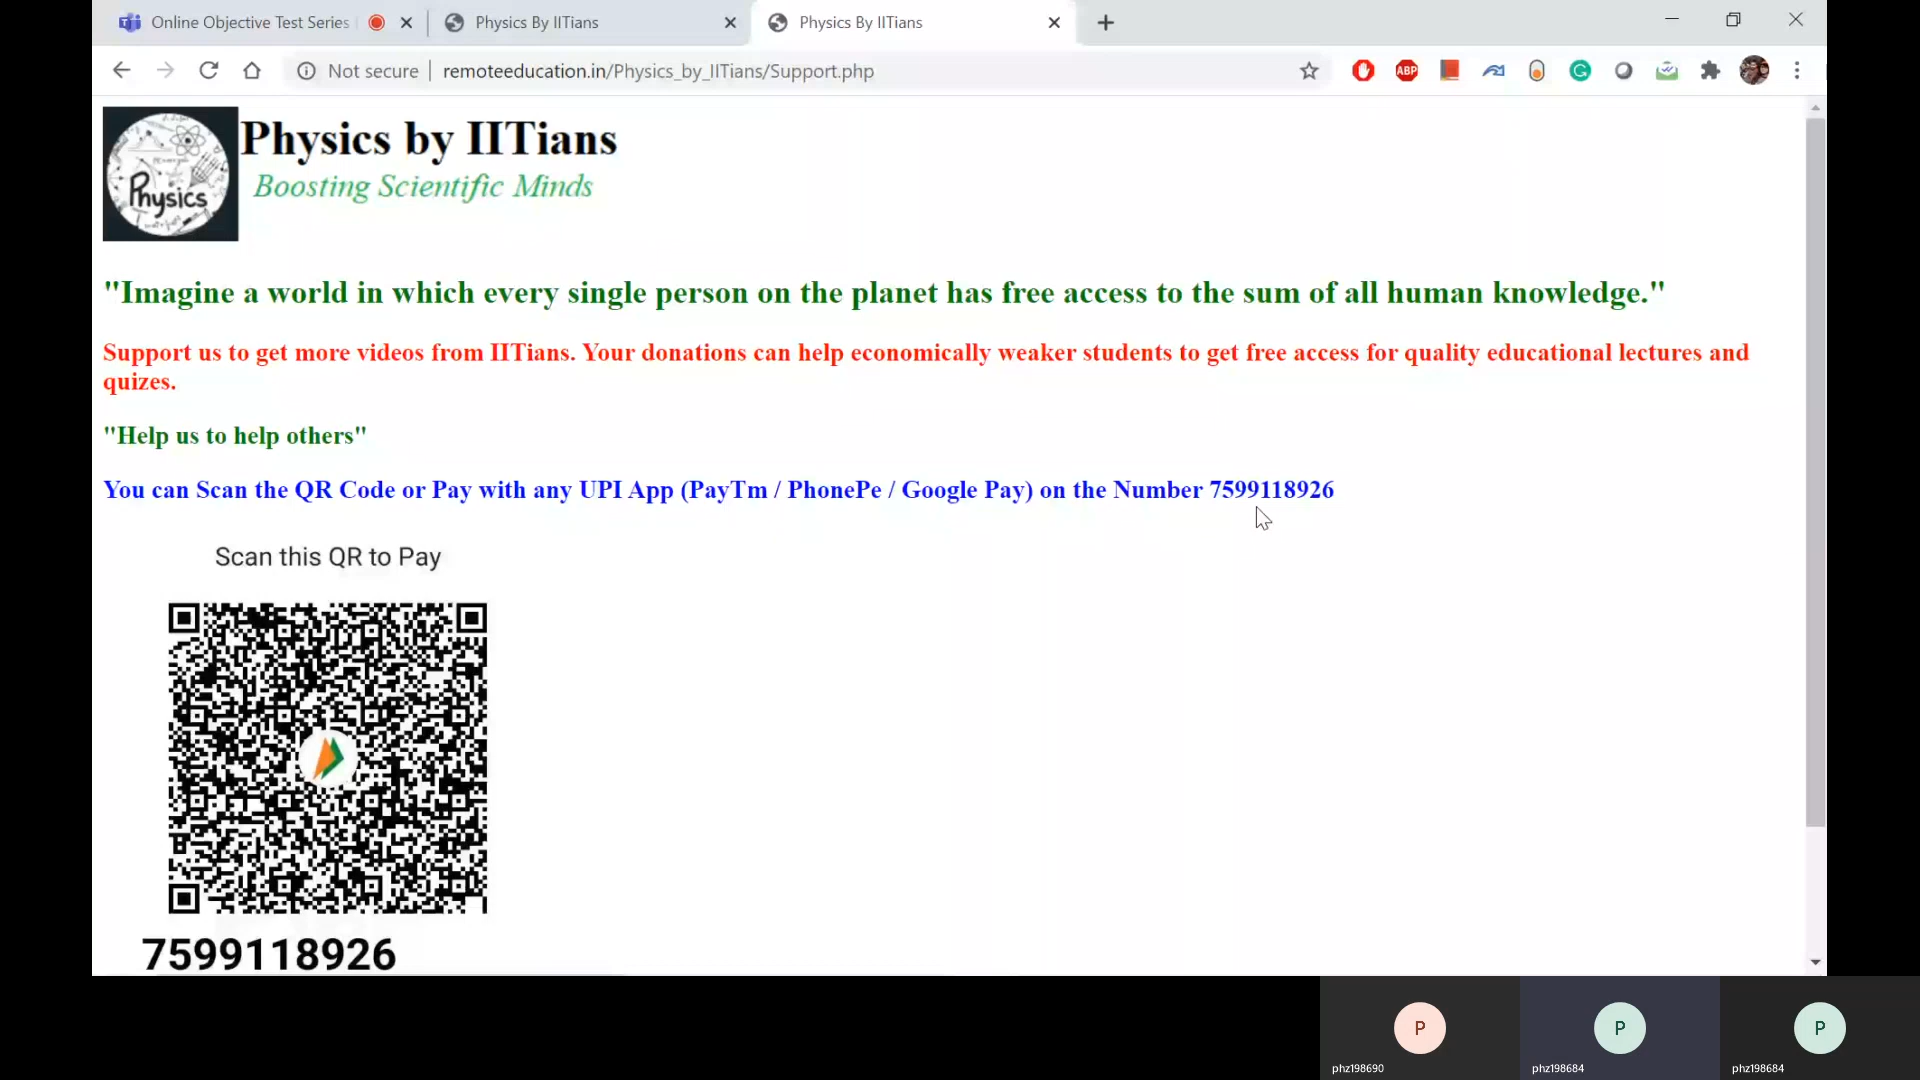 Online Objective Test Series
Physics By IITians
Physics By IITians
Not secure
remoteeducation.in/Physics_by_IITians/Support.php
ABP
Physics
Physics by IITians
Boosting Scientific Minds
"Imagine a world in which every single person on the planet has free access to the sum of all human knowledge."
Support us to get more videos from IITians. Your donations can help economically weaker students to get free access for quality educational lectures and
quizes.
"Help us to help others"
You can Scan the QR Code or Pay with any UPI App (PayTm / PhonePe / Google Pay) on the Number 7599118926
Scan this QR to Pay
7599118926
P
P
P
phz198690
phz198684
phz198684